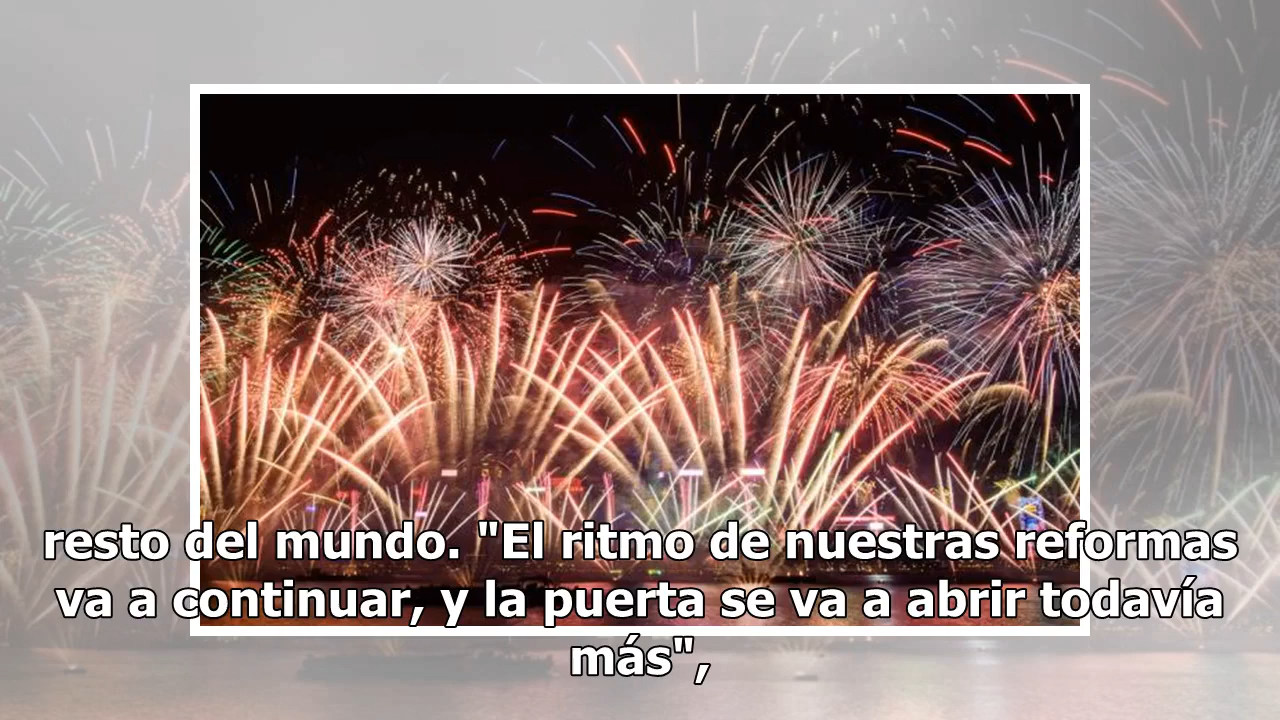 resto del mundo. "El ritmo de nuestras reformas
va a continuar, y la puerta se va a abrir todavía
más",